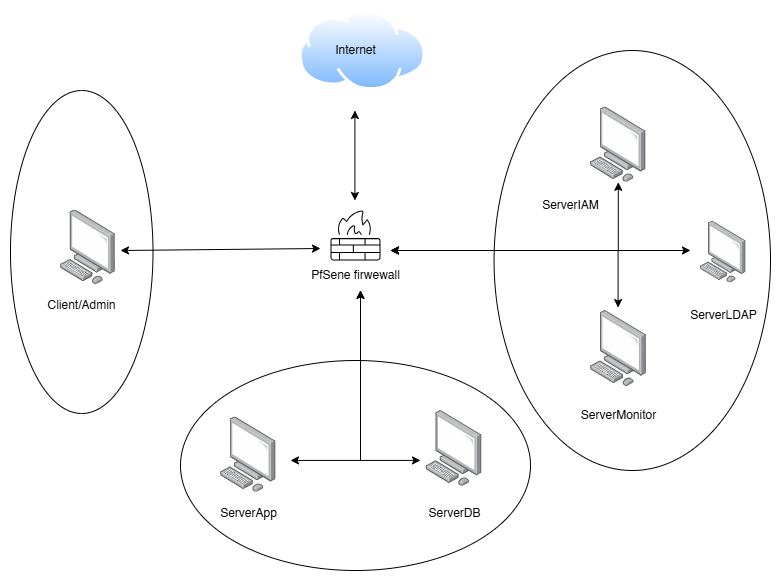 Internet
ServerIAM
PfSene firwewall
Client/Admin
ServerLDAP
ServerMonitor
ServerApp
ServerDB